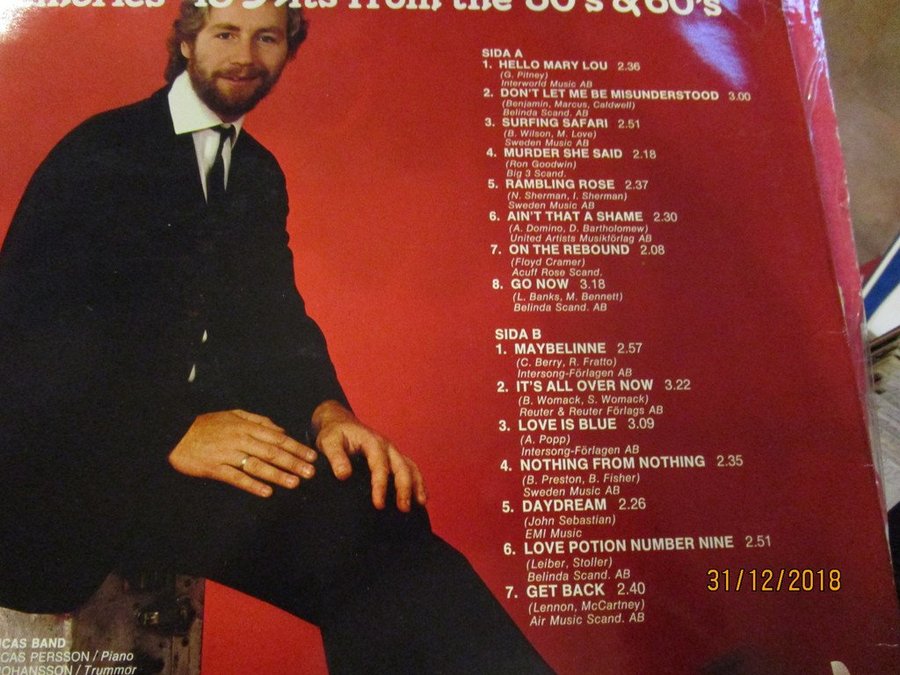 from the 60's
SIDA A
1. HELLO MARY LOU 2.36
(G. Pitney)
Interworld Music AB
2. DON'T LET ME BE MISUNDERSTOOD 3.00
(Benjamin, Marcus, Caldwell)
Belinda Scand. AB
3. SURFING SAFARI 2.51
(B. Wilson, M. Love)
Sweden Music AB
4. MURDER SHE SAID 2.18
(Ron Goodwin)
Big 3 Scand.
5. RAMBLING ROSE 2.37
(N. Sherman, I. Sherman)
Sweden Music AB
6. AIN'T THAT A SHAME 2.30
(A. Domino, D. Bartholomew)
United Artists Musikförlag AB
7. ON THE REBOUND 2.08
(Floyd Cramer)
Acuff Rose Scand.
8. GO NOW 3.18
(L. Banks, M. Bennett)
Belinda Scand. AB
SIDA B
1. MAYBELINNE 2.57
(C. Berry, R. Fratto)
Intersong-Förlagen AB
2. IT'S ALL OVER NOW 3.22
(B. Womack, S. Womack)
Reuter & Reuter Förlags AB
3. LOVE IS BLUE 3.09
(A. Popp)
Intersong-Förlagen AB
4. NOTHING FROM NOTHING 2.35
(B. Preston, B. Fisher)
Sweden Music AB
5. DAYDREAM 2.26
(John Sebastian)
EMI Music
6. LOVE POTION NUMBER NINE 2.51
(Leiber, Stoller)
Belinda Scand. AB
7. GET BACK 2.40
(Lennon, McCartney)
Air Music Scand. AB
31/12/2018
BAND
PERSSON / Piano
JOHANSSON / Trummor